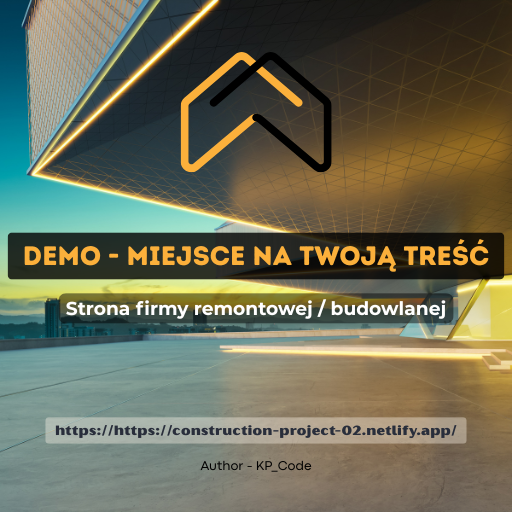 DEMO - MIEJSCE NA TWOJĄ TREŚĆ
Strona firmy remontowej / budowlanej
https://https://construction-project-02.netlify.app/
Author - KP_Code